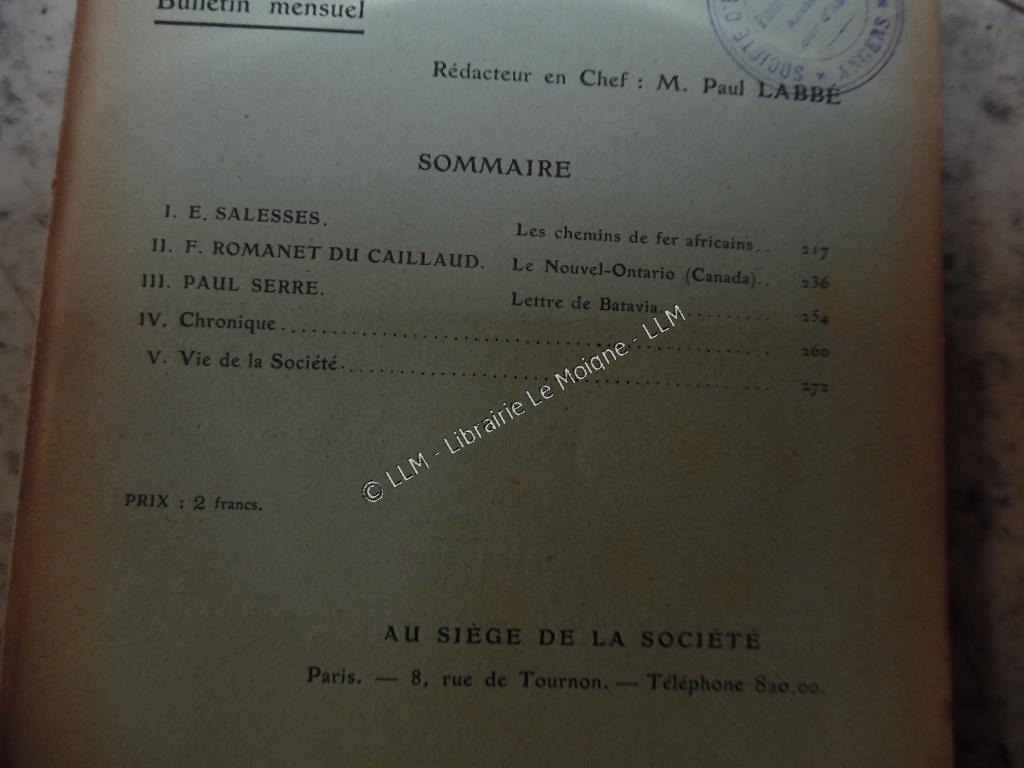 Bulletin mensuel
SOCIÉTÉ
Rédacteur en Chef : M. Paul LABBÉ
SOMMAIRE
I. E. SALESSES. Les chemins de fer africains.. 217
II. F. ROMANET DU CAILLAUD. Le Nouvel-Ontario (Canada).. 236
III. PAUL SERRE. Lettre de Batavia.......... 254
IV. Chronique........................................ 260
V. Vie de la Société........................................ 272
© LLM - Librairie Le Moigne - LLM
PRIX : 2 francs.
AU SIÈGE DE LA SOCIÉTÉ
Paris. — 8, rue de Tournon. — Téléphone 820.00.